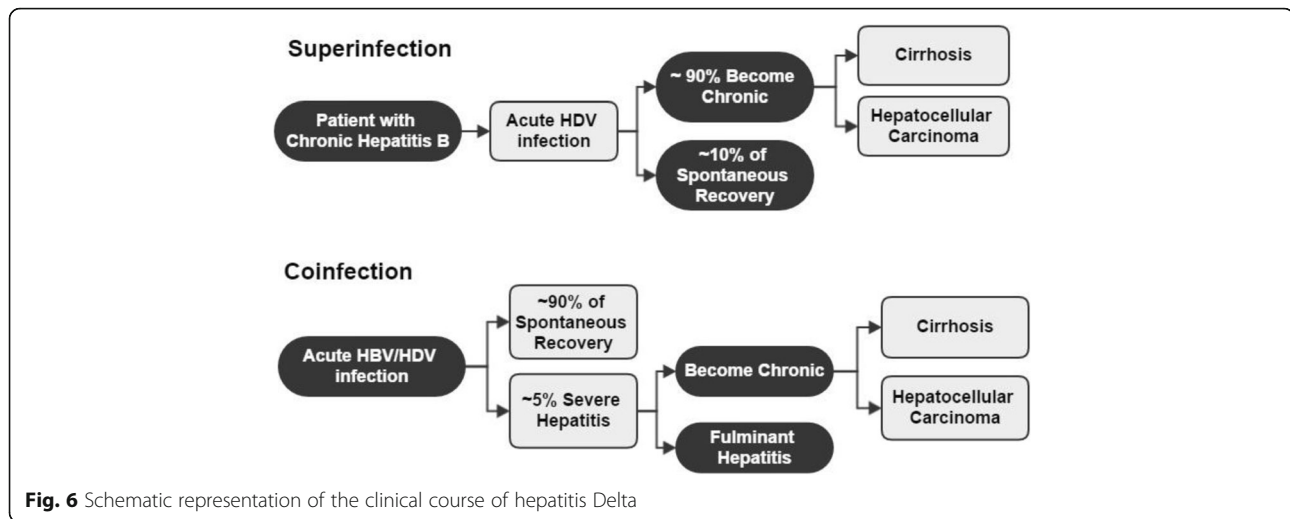 Superinfection
Patient with
Chronic Hepatitis B
Acute HDV
infection
~ 90% Become
Chronic
~10% of
Spontaneous
Recovery
Cirrhosis
Hepatocellular
Carcinoma
Coinfection
Acute HBV/HDV
infection
~90% of
Spontaneous
Recovery
~5% Severe
Hepatitis
Become Chronic
Fulminant
Hepatitis
Cirrhosis
Hepatocellular
Carcinoma
Fig. 6 Schematic representation of the clinical course of hepatitis Delta